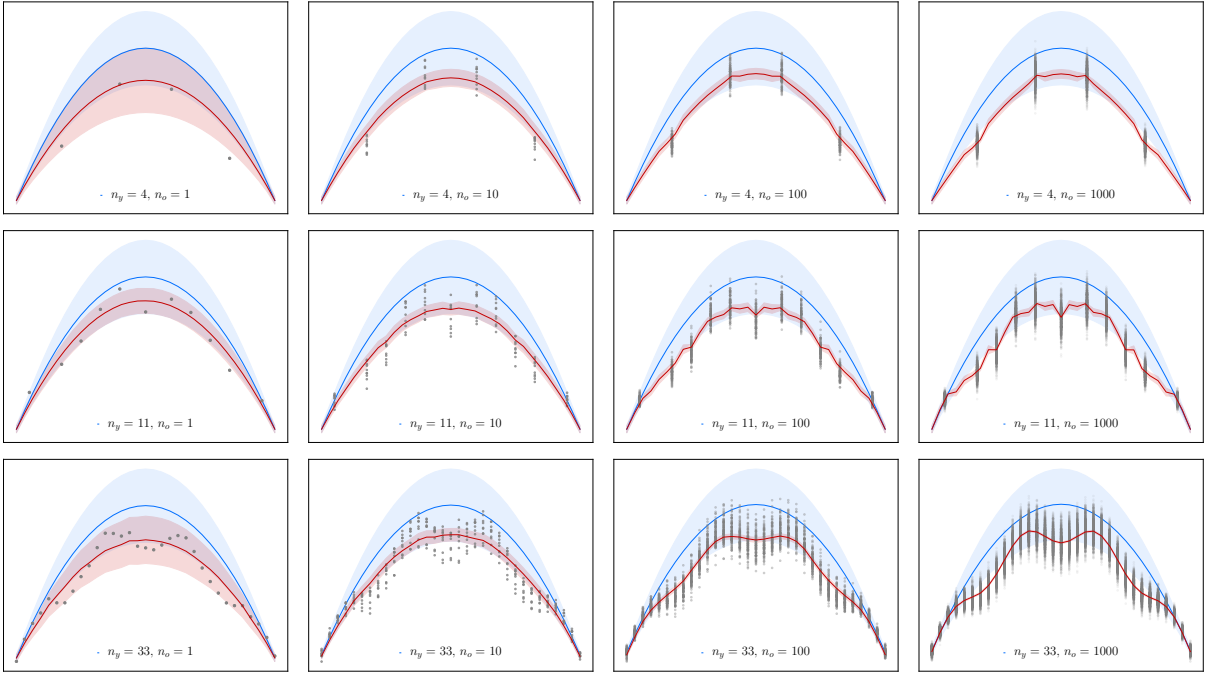 n_y = 4, n_o = 1
n_y = 4, n_o = 10
n_y = 4, n_o = 100
n_y = 4, n_o = 1000
n_y = 11, n_o = 1
n_y = 11, n_o = 10
n_y = 11, n_o = 100
n_y = 11, n_o = 1000
n_y = 33, n_o = 1
n_y = 33, n_o = 10
n_y = 33, n_o = 100
n_y = 33, n_o = 1000